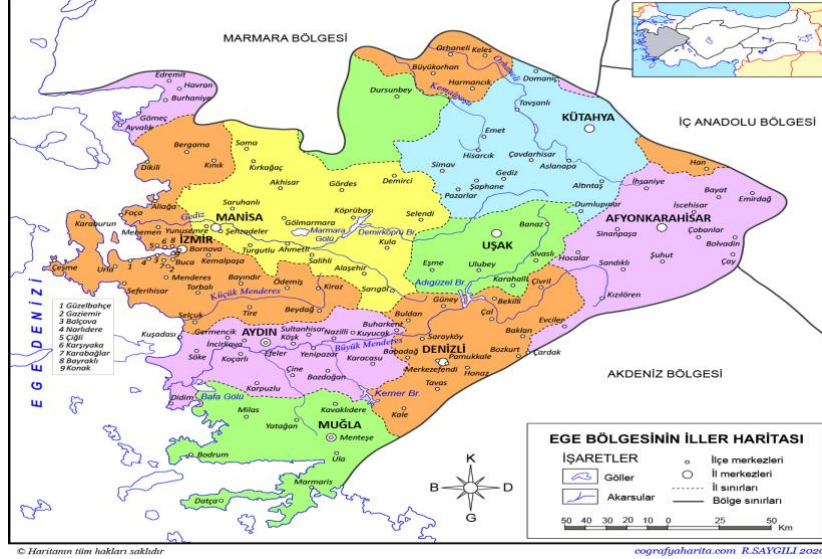 MARMARA BÖLGESİ
İÇ ANADOLU BÖLGESİ
AKDENİZ BÖLGESİ
EGE DENİZİ
Edremit
Havran
Burhaniye
Gömeç
Ayvalık
Bergama
Dikili
Kınık
Soma
Kırkağaç
Akhisar
Gördes
Demirci
Saruhanlı
Gölmarmara
Köprübaşı
Selendi
MANİSA
Şehzadeler
Yunusemre
Gediz
Marmara Gölü
Demirköprü Br.
Kula
Turgutlu
Ahmetli
Salihli
Alaşehir
Sarıgöl
Dursunbey
Orhaneli
Keles
Büyükorhan
Harmancık
Orhaneli
Domaniç
Tavşanlı
KÜTAHYA
Kemalpaşa
Emet
Hisarcık
Çavdarhisar
Aslanapa
Simav
Gediz
Şaphane
Pazarlar
Altıntaş
Dumlupınar
Han
İhsaniye
Bayat
Emirdağ
İscehisar
AFYONKARAHİSAR
Çobanlar
Bolvadin
Çay
Sinanpaşa
Şuhut
Sandıklı
Hocalar
Kızılören
Banaz
UŞAK
Sivaslı
Eşme
Ulubey
Karahallı
Adıgüzel Br.
Karaburun
Foça
Aliağa
Menemen
İZMİR
Bornova
Buca
Kemalpaşa
Çeşme
Urla
Menderes
Seferihisar
Torbalı
Bayındır
Ödemiş
Kiraz
Küçük Menderes
Beydağ
Tire
Selçuk
1 Güzelbahçe
2 Gaziemir
3 Balçova
4 Narlıdere
5 Çiğli
6 Karşıyaka
7 Karabağlar
8 Bayraklı
9 Konak
Kuşadası
Germencik
AYDIN
İncirliova
Efeler
Söke
Koçarlı
Köşk
Sultanhisar
Nazilli
Kuyucak
Buharkent
Yenipazar
Büyük Menderes
Karacasu
Çine
Bozdoğan
Karpuzlu
Didim
Bafa Gölü
Kemer Br.
Buldan
Güney
Çal
Bekilli
Çivril
Baklan
Evciler
Sarayköy
Babadağ
DENİZLİ
Pamukkale
Merkezefendi
Honaz
Bozkurt
Çardak
Tavas
Kale
Milas
Yatağan
Kavaklıdere
MUĞLA
Menteşe
Ula
Bodrum
Marmaris
Datça
K
B
D
G
EGE BÖLGESİNİN İLLER HARİTASI
İŞARETLER
Göller
Akarsular
İlçe merkezleri
İl merkezleri
İl sınırları
Bölge sınırları
50 40 30 20 10 0 25 50
Km
© Haritanın tüm hakları saklıdır
cografyaharita.com R.SAYGILI 2020